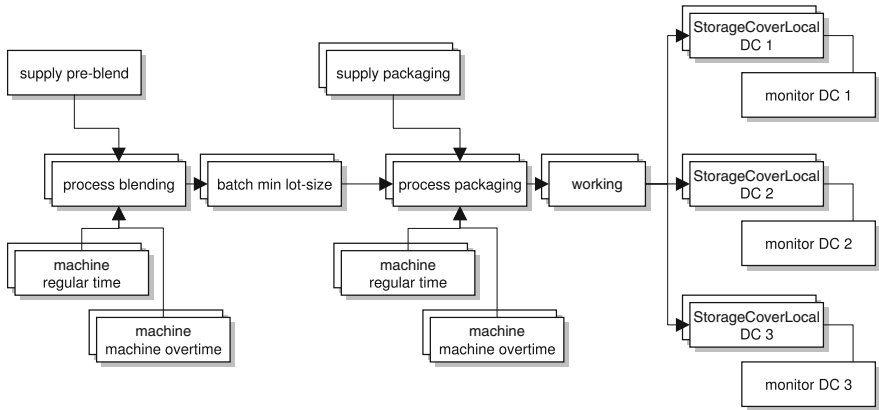 StorageCoverLocal
DC 1
supply pre-blend
supply packaging
monitor DC 1
process blending
batch min lot-size
process packaging
working
StorageCoverLocal
DC 2
monitor DC 2
machine
regular time
machine
regular time
machine
machine overtime
machine
machine overtime
StorageCoverLocal
DC 3
monitor DC 3